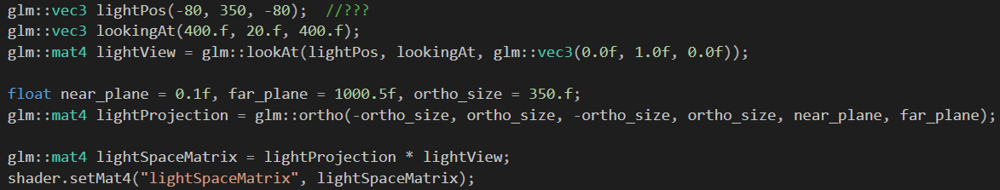 glm::vec3 lightPos(-80, 350, -80);  //???
glm::vec3 lookingAt(400.f, 20.f, 400.f);
glm::mat4 lightView = glm::lookAt(lightPos, lookingAt, glm::vec3(0.0f, 1.0f, 0.0f));
float near_plane = 0.1f, far_plane = 1000.5f, ortho_size = 350.f;
glm::mat4 lightProjection = glm::ortho(-ortho_size, ortho_size, -ortho_size, ortho_size, near_plane, far_plane);
glm::mat4 lightSpaceMatrix = lightProjection * lightView;
shader.setMat4("lightSpaceMatrix", lightSpaceMatrix);